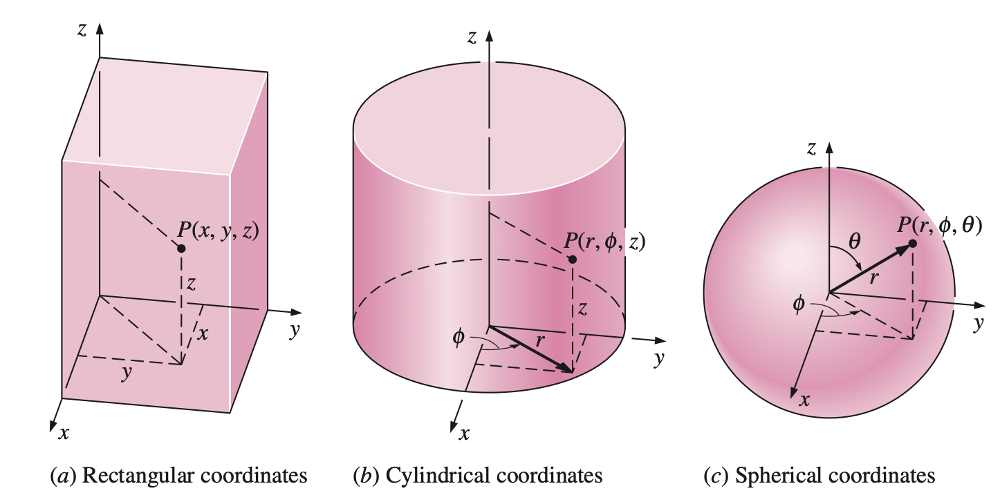 z
P(x, y, z)
z
x
y
y
x
(a) Rectangular coordinates
z
P(r, ϕ, z)
z
ϕ
r
y
x
(b) Cylindrical coordinates
z
P(r, ϕ, θ)
θ
r
ϕ
y
x
(c) Spherical coordinates